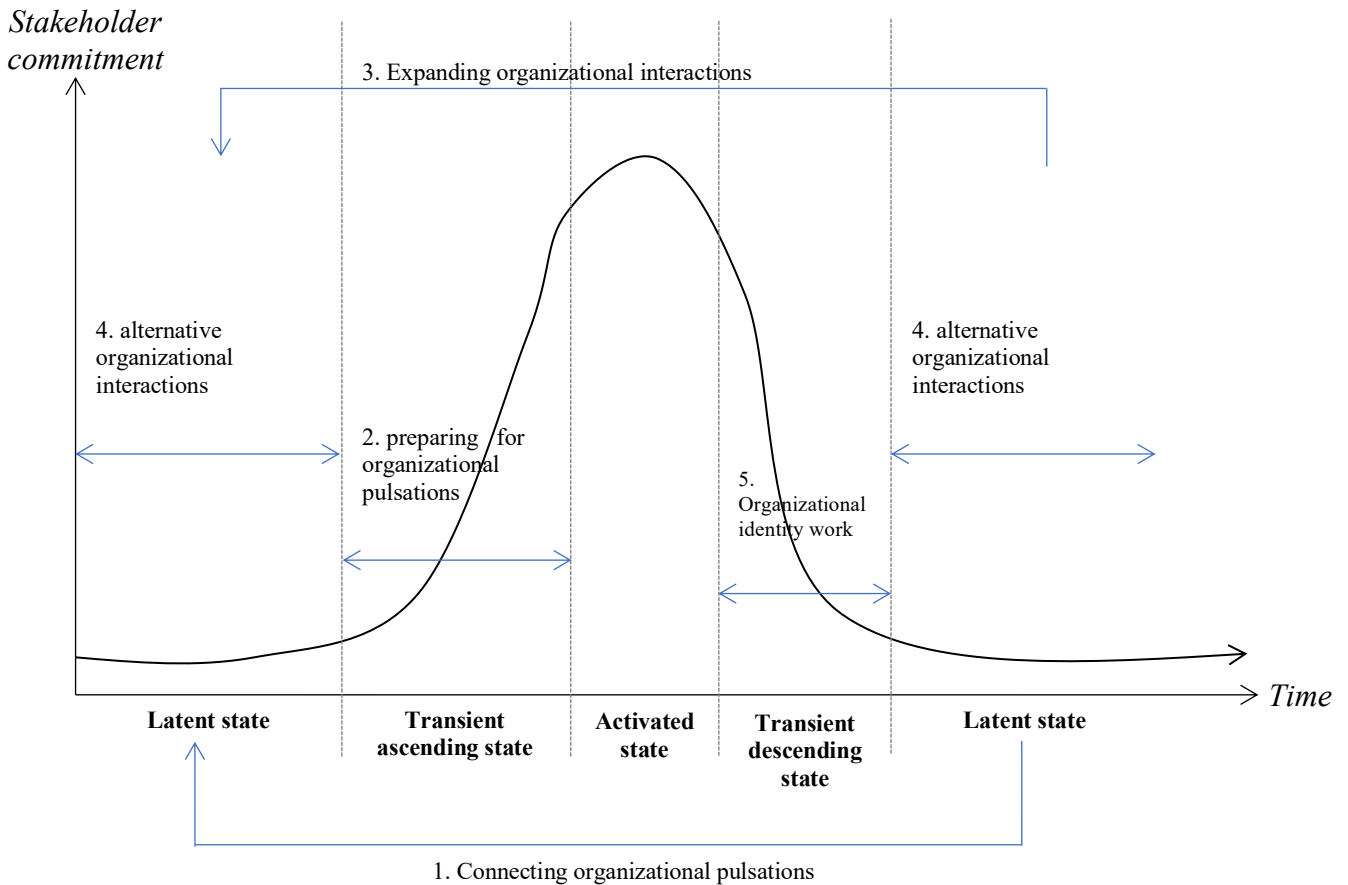 Stakeholder
commitment
3. Expanding organizational interactions
4. alternative
organizational
interactions
2. preparing for
organizational
pulsations
5.
Organizational
identity work
4. alternative
organizational
interactions
Time
Latent state
Transient
ascending state
Activated
state
Transient
descending
state
Latent state
1. Connecting organizational pulsations